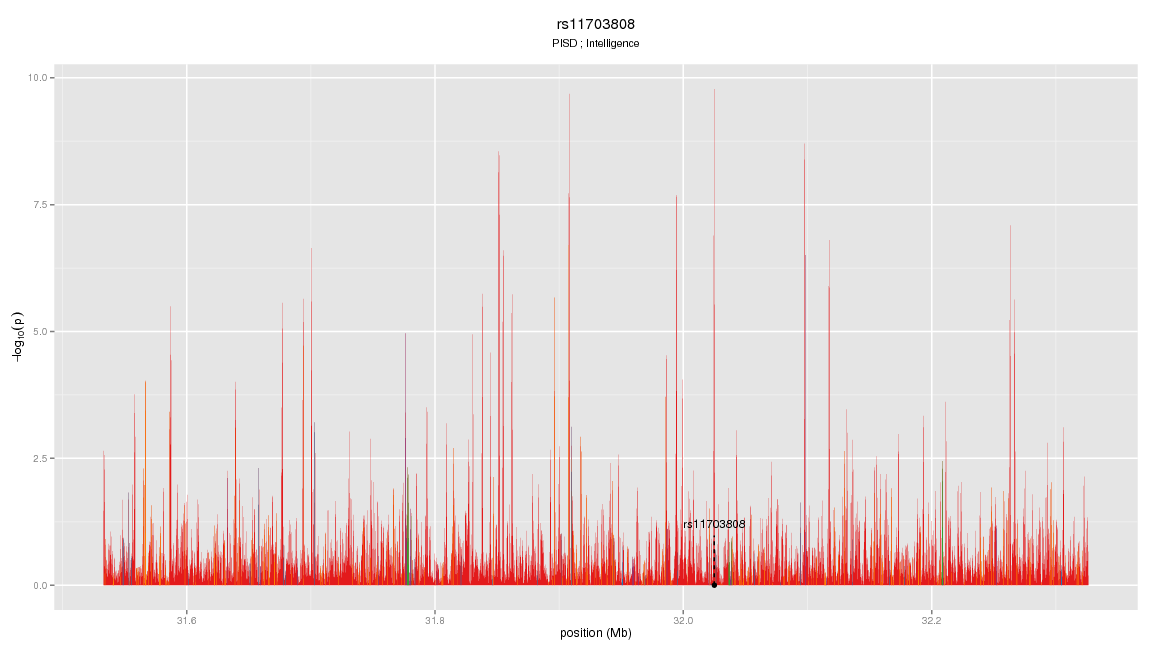 rs11703808
PISD ; Intelligence
10.0
7.5
5.0
2.5
0.0
−log10(p)
rs11703808
31.6
31.8
32.0
32.2
position (Mb)